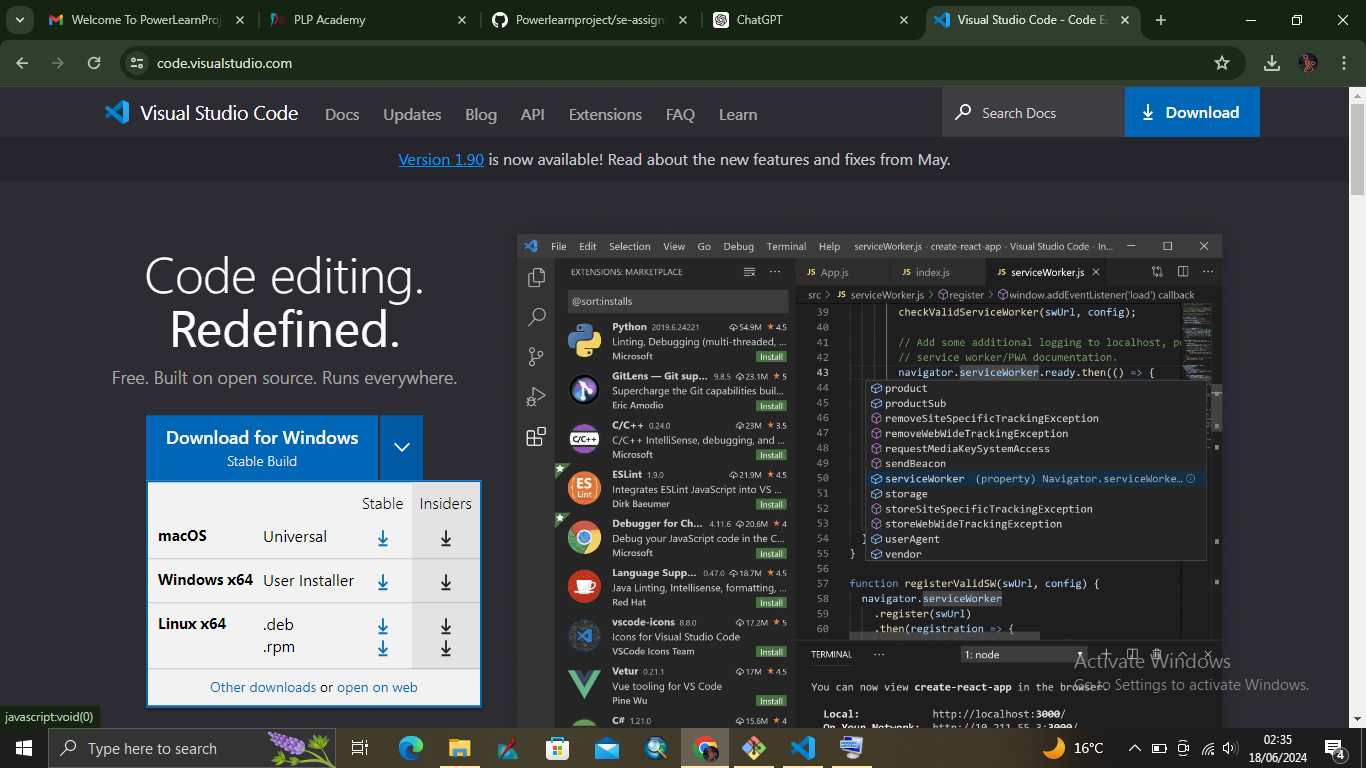 Welcome To PowerLearnProj
PLP Academy
Powerlearnproject/se-assign
ChatGPT
Visual Studio Code - Code Ed
code.visualstudio.com
Visual Studio Code
Docs
Updates
Blog
API
Extensions
FAQ
Learn
Search Docs
Download
Version 1.90 is now available! Read about the new features and fixes from May.
Code editing.
Redefined.
Free. Built on open source. Runs everywhere.
Download for Windows
Stable Build
Stable Insiders
macOS Universal
Windows x64 User Installer
Linux x64 .deb
.rpm
Other downloads or open on web
javascript:void(0)
File Edit Selection View Go Debug Terminal Help serviceWorker.js - create-react-app - Visual Studio Code - In...
EXTENSIONS: MARKETPLACE
@sort:installs
Python 2019.6.24221 54.9M 4.5
Linting, Debugging (multi-threaded, ...
Microsoft Install
GitLens — Git sup... 9.8.5 23.1M 5
Supercharge the Git capabilities buil...
Eric Amodio Install
C/C++ 0.24.0 23M 3.5
C/C++ IntelliSense, debugging, and ...
Microsoft Install
ESLint 1.9.0 21.9M 4.5
Integrates ESLint JavaScript into VS ...
Dirk Baeumer Install
Debugger for Ch... 4.11.6 20.6M 4
Debug your JavaScript code in the C...
Microsoft Install
Language Supp... 0.47.0 18.7M 4.5
Java Linting, Intellisense, formatting, ...
Red Hat Install
vscode-icons 8.8.0 17.2M 5
Icons for Visual Studio Code
VSCode Icons Team Install
Vetur 0.21.1 17M 4.5
Vue tooling for VS Code
Pine Wu Install
C# 1.21.0 15.6M 4
C/C++
ES
Lint
JS App.js JS index.js JS serviceWorker.js
src > JS serviceWorker.js > register > window.addEventListener('load') callback
39 checkValidServiceWorker(swUrl, config);
40
41 // Add some additional logging to localhost, po
42 // service worker/PWA documentation.
43 navigator.serviceWorker.ready.then(() => {
44 product
45 productSub
46 removeSiteSpecificTrackingException
47 removeWebWideTrackingException
48 requestMediaKeySystemAccess
49 sendBeacon
50 serviceWorker (property) Navigator.serviceWorke...
51 storage
52 storeSiteSpecificTrackingException
53 storeWebWideTrackingException
54 } userAgent
55 } vendor
56
57 function registerValidSW(swUrl, config) {
58 navigator.serviceWorker
59 .register(swUrl)
60 .then(registration => {
TERMINAL ... 1: node
You can now view create-react-app in the browser.
Local: http://localhost:3000/
On Your Network: http://10.211.55.3:3000/
Activate Windows
Go to Settings to activate Windows.
Type here to search
16°C
02:35
18/06/2024
4